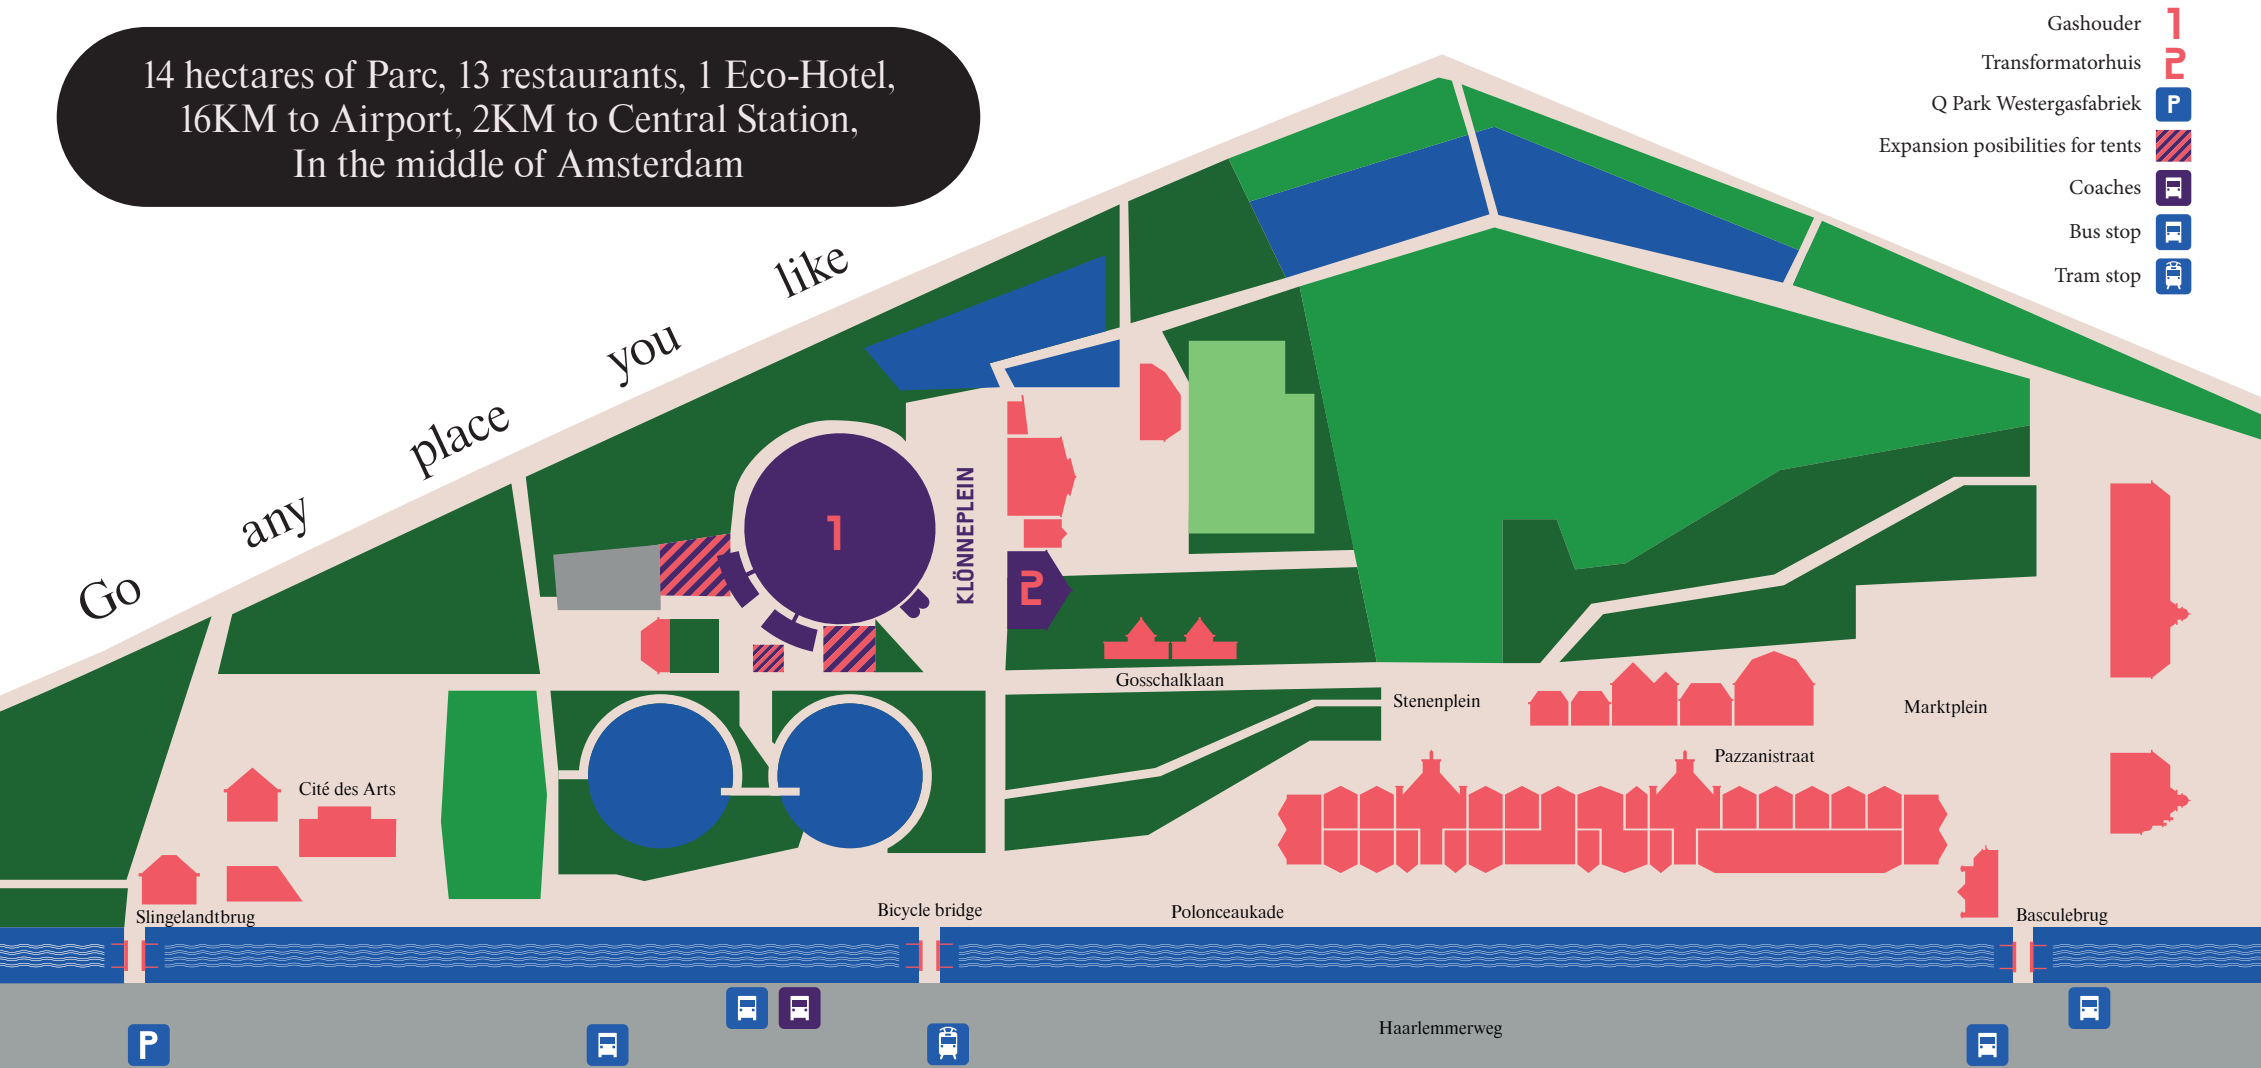 14 hectares of Parc, 13 restaurants, 1 Eco-Hotel,
16KM to Airport, 2KM to Central Station,
In the middle of Amsterdam
Gashouder 1
Transformatorhuis 2
Q Park Westergasfabriek P
Expansion posibilities for tents
Coaches
Bus stop
Tram stop
Go any place you like
1
KLÖNNEPLEIN
2
Gosschalklaan
Stenenplein
Marktplein
Pazzanistraat
Cité des Arts
Slingelandtbrug
Bicycle bridge
Polonceaukade
Basculebrug
Haarlemmerweg
P